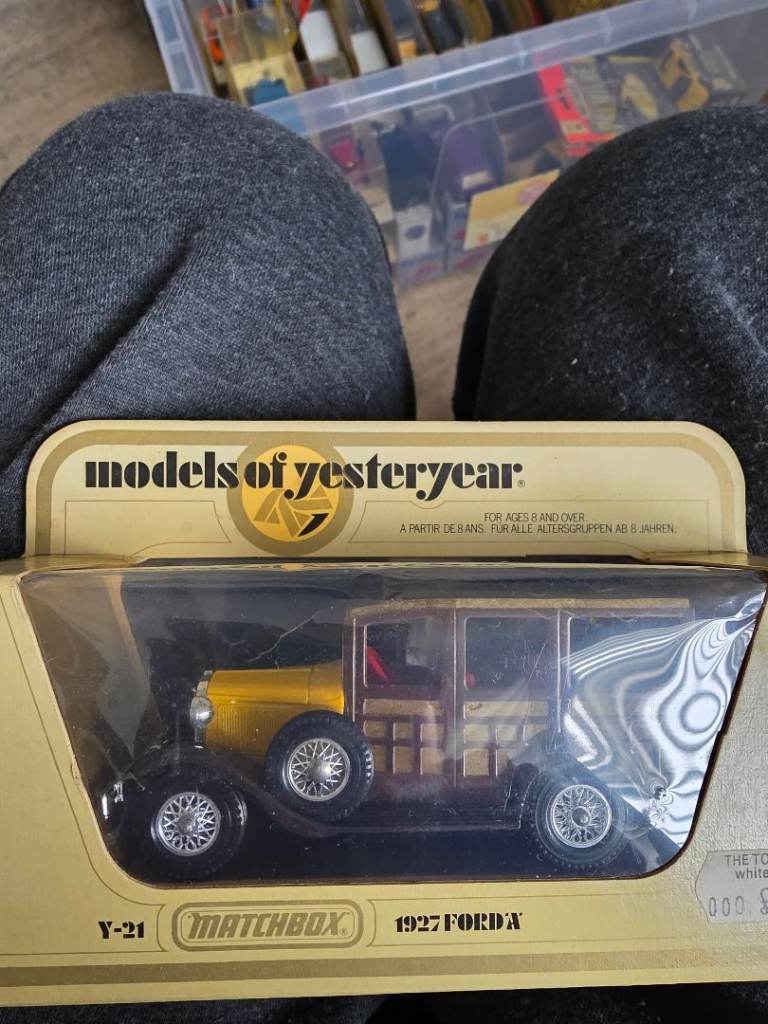 models of yesteryear®
FOR AGES 8 AND OVER.
A PARTIR DE 8 ANS. FÜR ALLE ALTERSGRUPPEN AB 8 JAHREN.
Y-21
MATCHBOX®
1927 FORD 'A'
THE TO
white
000